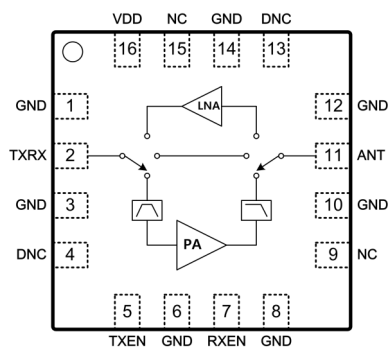 VDD NC GND DNC
16 15 14 13
LNA
GND 1 12 GND
TXRX 2 11 ANT
GND 3 10 GND
PA
DNC 4 9 NC
5 6 7 8
TXEN GND RXEN GND